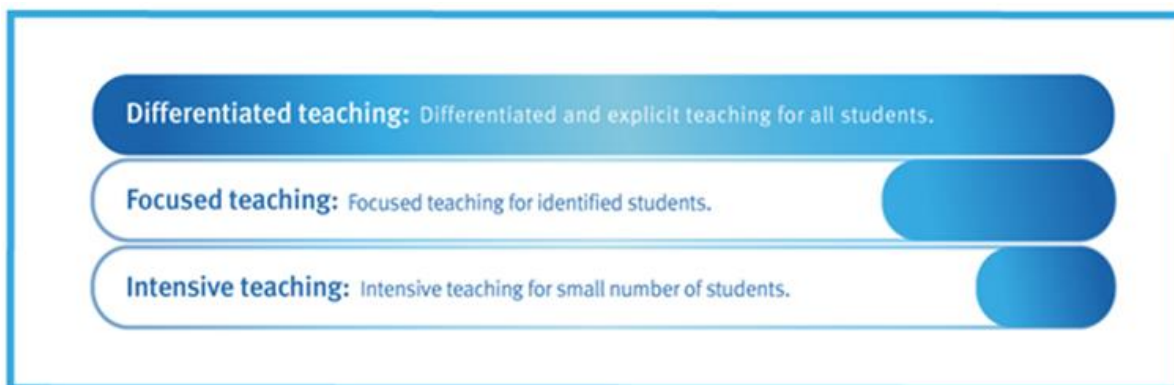 Differentiated teaching: Differentiated and explicit teaching for all students.
Focused teaching: Focused teaching for identified students.
Intensive teaching: Intensive teaching for small number of students.